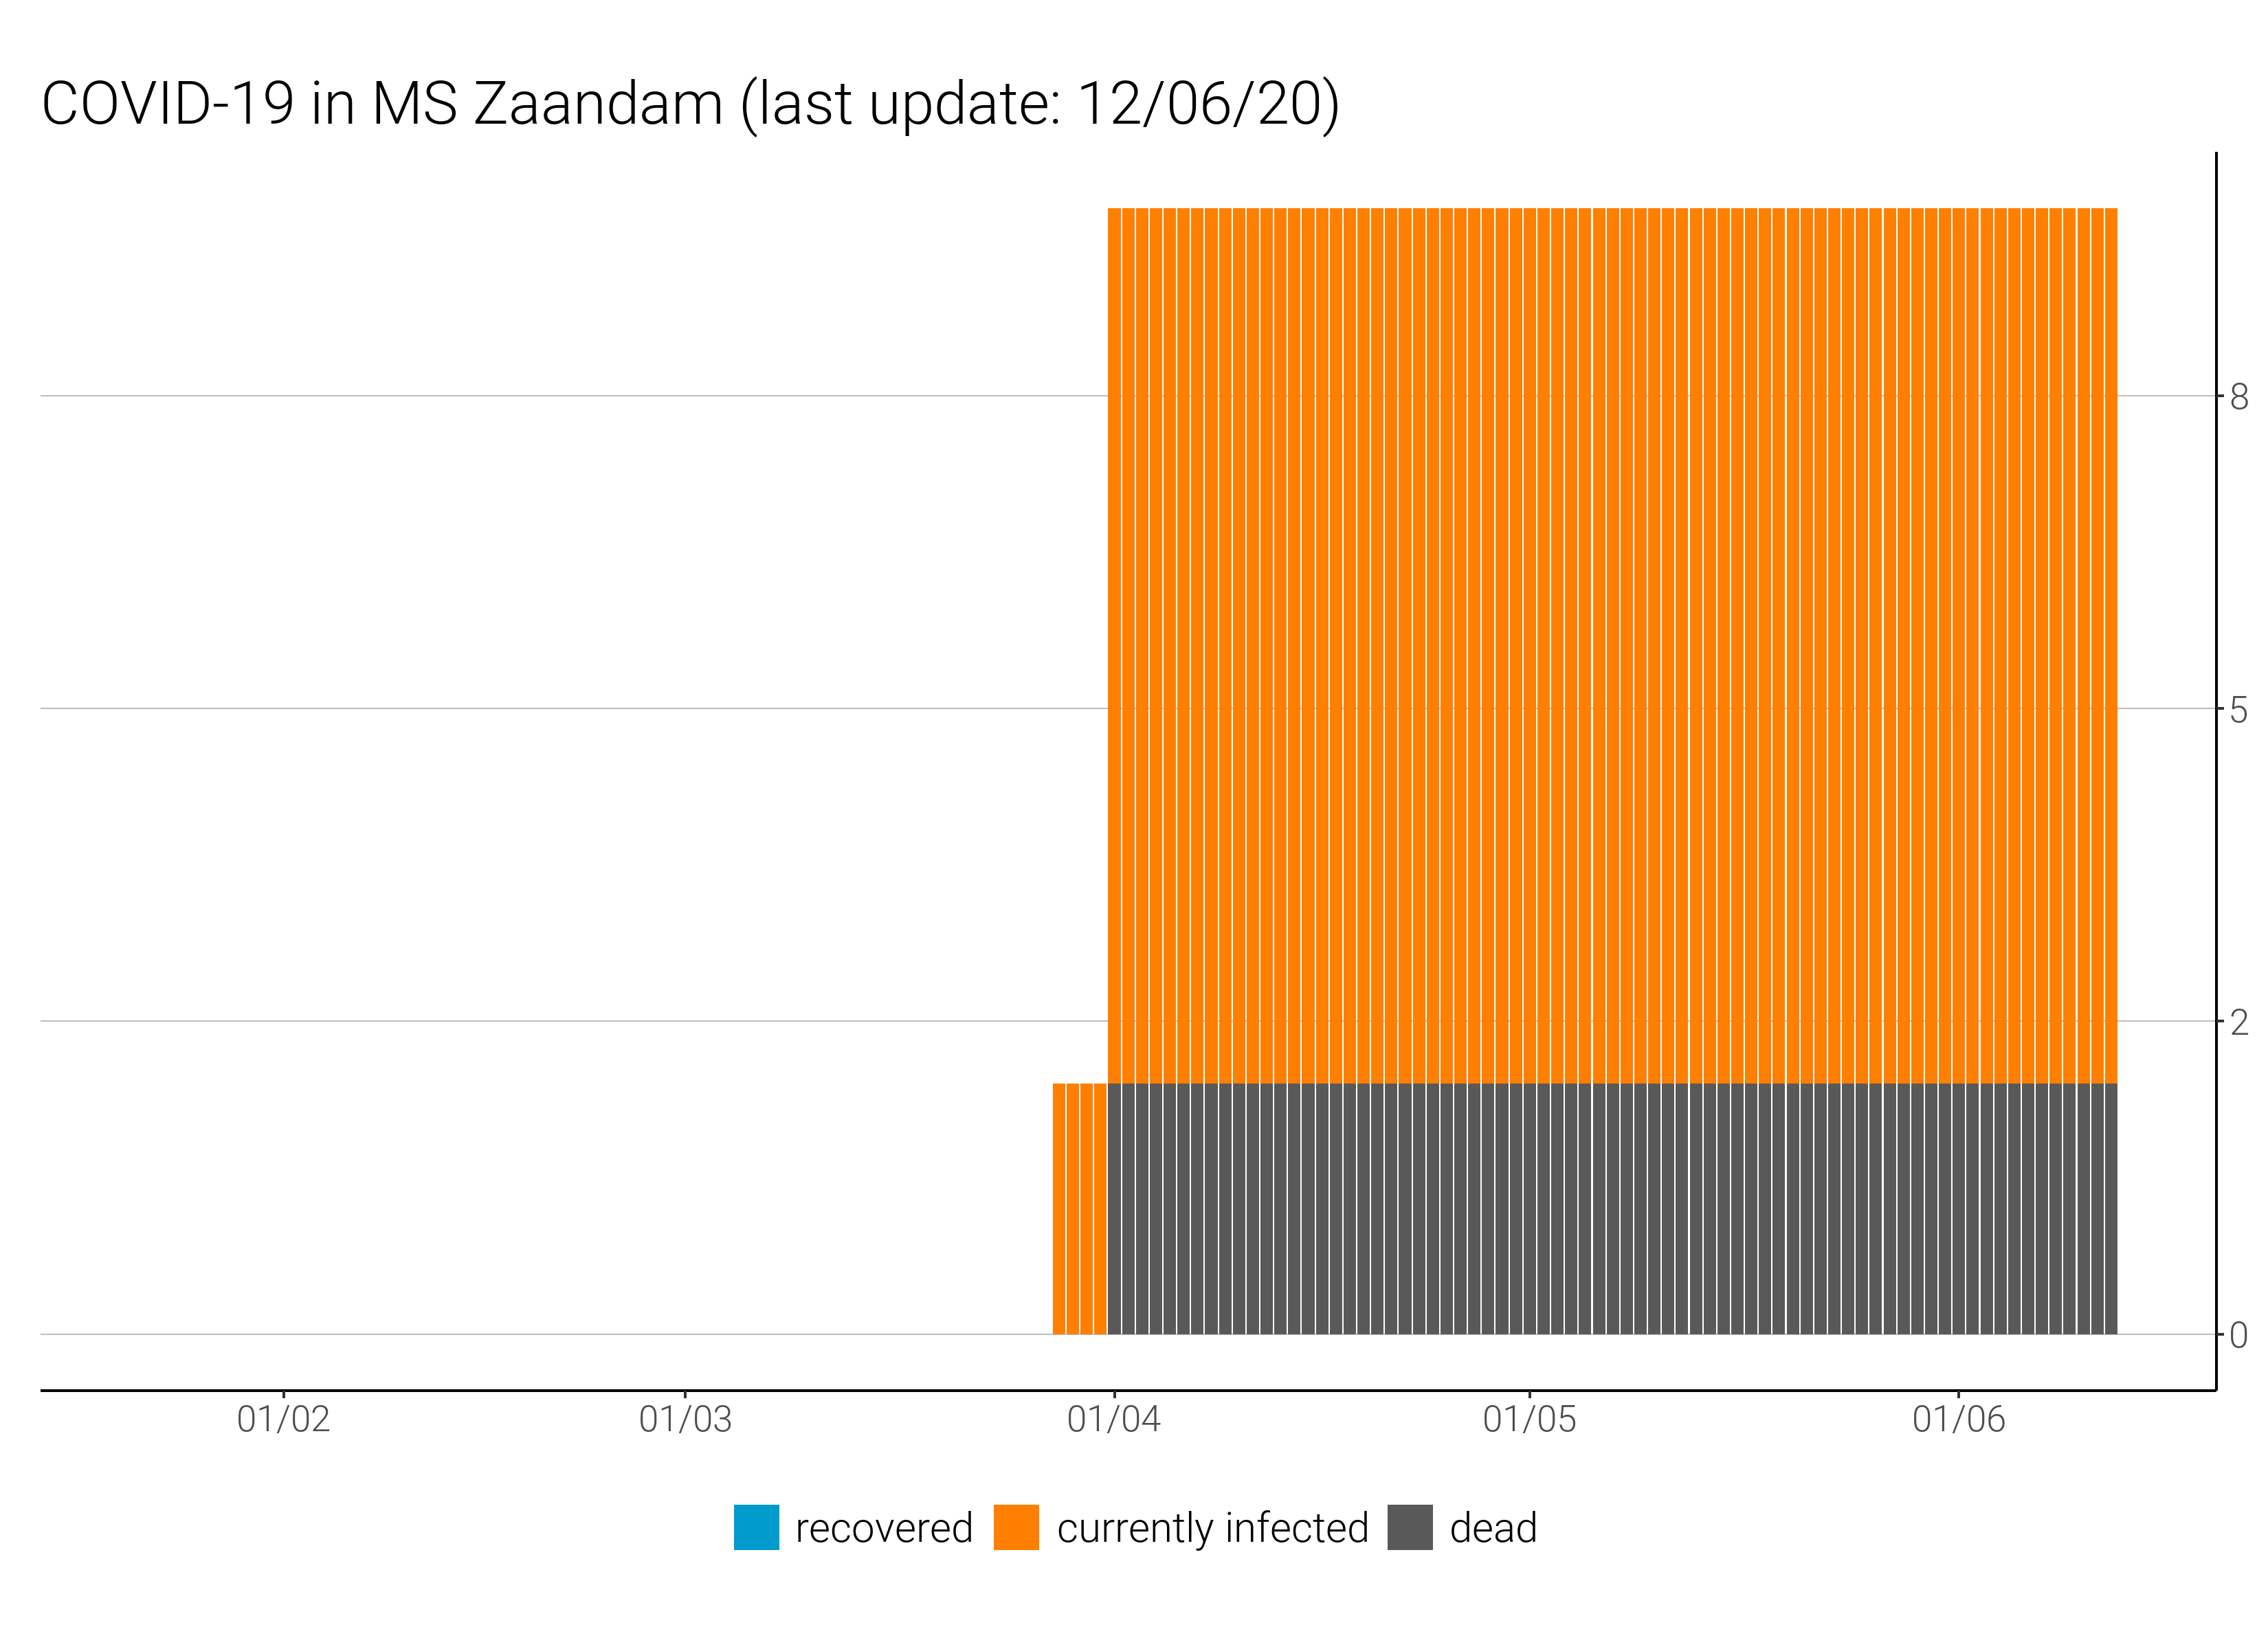 COVID-19 in MS Zaandam (last update: 12/06/20)
8
5
2
0
01/02 01/03 01/04 01/05 01/06
recovered currently infected dead